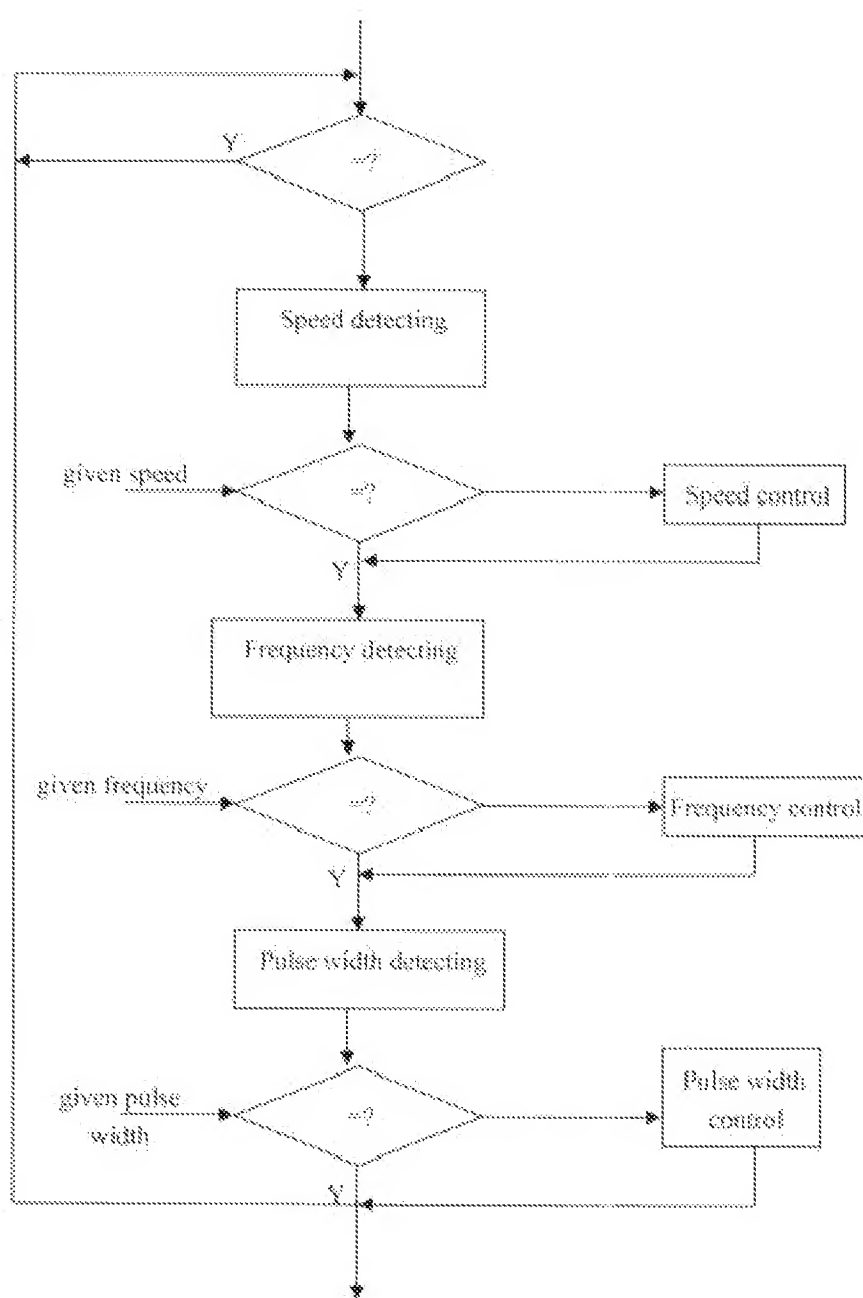 Y
=?
Speed detecting
given speed
=?
Speed control
Y
Frequency detecting
given frequency
=?
Frequency control
Y
Pulse width detecting
given pulse
width
=?
Pulse width
control
Y